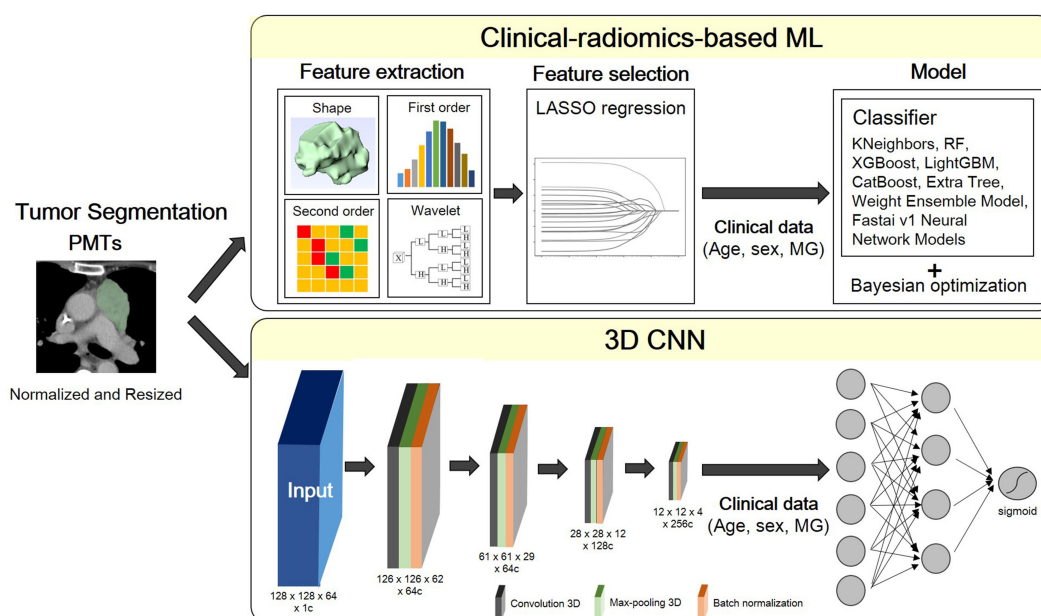 Tumor Segmentation
PMTs
Normalized and Resized
Clinical-radiomics-based ML
Feature extraction
Shape
First order
Second order
Wavelet
X
L
H
L
H
L
H
L
H
L
H
L
H
L
H
Feature selection
LASSO regression
Clinical data
(Age, sex, MG)
Model
Classifier
KNeighbors, RF,
XGBoost, LightGBM,
CatBoost, Extra Tree,
Weight Ensemble Model,
Fastai v1 Neural
Network Models
+
Bayesian optimization
3D CNN
Input
128 x 128 x 64
x 1c
126 x 126 x 62
x 64c
61 x 61 x 29
x 64c
28 x 28 x 12
x 128c
12 x 12 x 4
x 256c
Clinical data
(Age, sex, MG)
sigmoid
Convolution 3D
Max-pooling 3D
Batch normalization